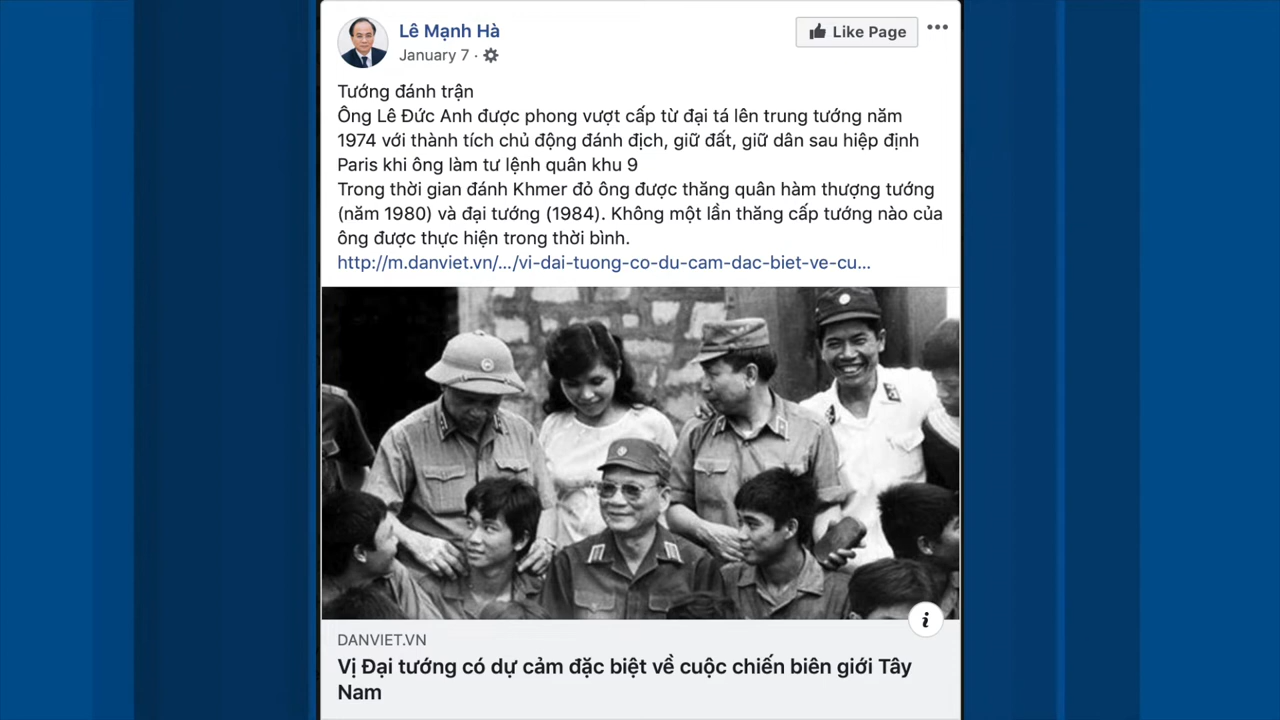 Lê Mạnh Hà
January 7 ·
Like Page
Tướng đánh trận
Ông Lê Đức Anh được phong vượt cấp từ đại tá lên trung tướng năm
1974 với thành tích chủ động đánh địch, giữ đất, giữ dân sau hiệp định
Paris khi ông làm tư lệnh quân khu 9
Trong thời gian đánh Khmer đỏ ông được thăng quân hàm thượng tướng
(năm 1980) và đại tướng (1984). Không một lần thăng cấp tướng nào của
ông được thực hiện trong thời bình.
http://m.danviet.vn/.../vi-dai-tuong-co-du-cam-dac-biet-ve-cu...
i
DANVIET.VN
Vị Đại tướng có dự cảm đặc biệt về cuộc chiến biên giới Tây
Nam